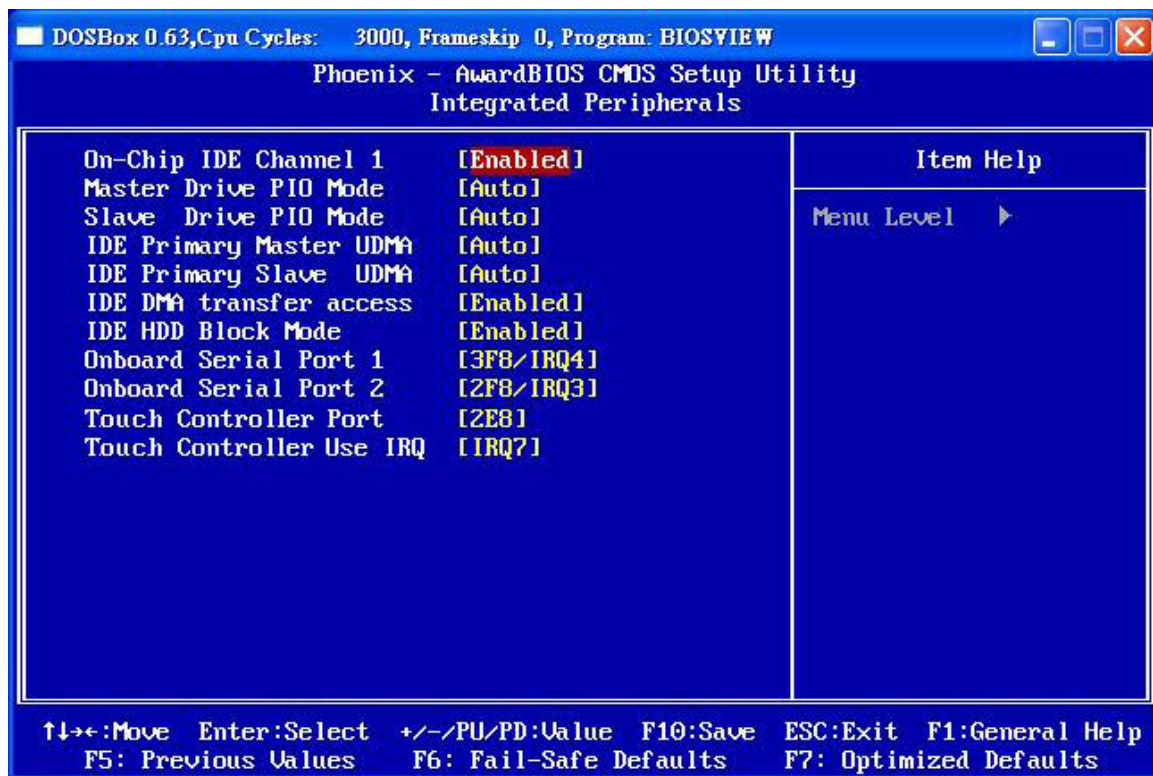 DOSBox 0.63,Cpu Cycles: 3000, Frameskip 0, Program: BIOSVIEW
Phoenix - AwardBIOS CMOS Setup Utility
Integrated Peripherals
On-Chip IDE Channel 1 [Enabled]
Master Drive PIO Mode [Auto]
Slave Drive PIO Mode [Auto]
IDE Primary Master UDMA [Auto]
IDE Primary Slave UDMA [Auto]
IDE DMA transfer access [Enabled]
IDE HDD Block Mode [Enabled]
Onboard Serial Port 1 [3F8/IRQ4]
Onboard Serial Port 2 [2F8/IRQ3]
Touch Controller Port [2E8]
Touch Controller Use IRQ [IRQ7]
Item Help
Menu Level ▶
↑↓→←:Move Enter:Select +/-/PU/PD:Value F10:Save ESC:Exit F1:General Help
F5: Previous Values F6: Fail-Safe Defaults F7: Optimized Defaults